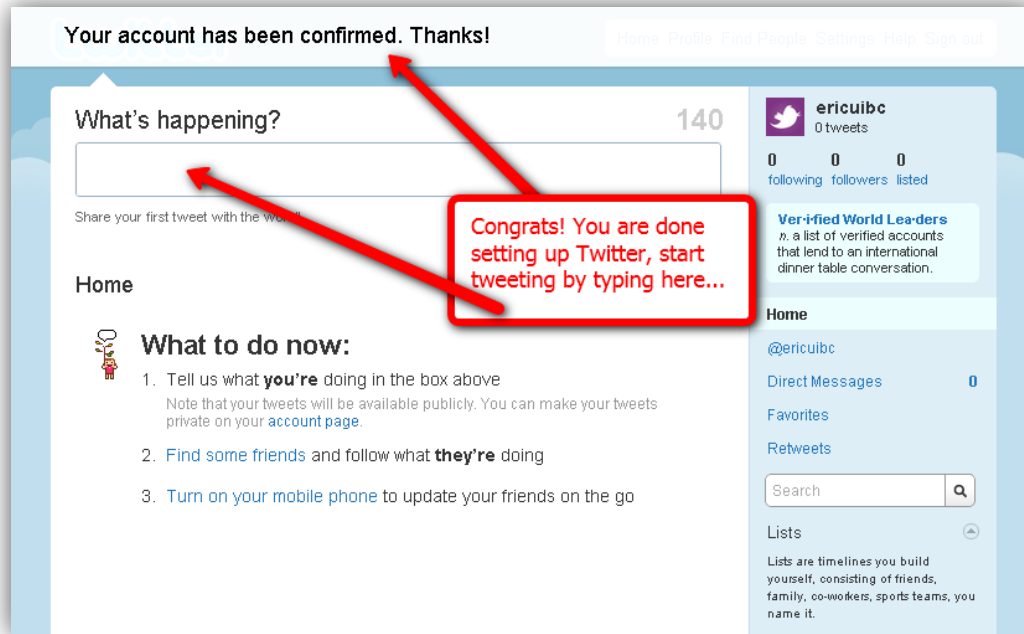 Your account has been confirmed. Thanks!
Home Profile Find People Settings Help Sign out
What's happening?
140
Share your first tweet with the world!
Congrats! You are done
setting up Twitter, start
tweeting by typing here...
Home
What to do now:
1. Tell us what you're doing in the box above
Note that your tweets will be available publicly. You can make your tweets
private on your account page.
2. Find some friends and follow what they're doing
3. Turn on your mobile phone to update your friends on the go
ericuibc
0 tweets
0 0 0
following followers listed
Ver·i·fied World Lea·ders
n. a list of verified accounts
that lend to an international
dinner table conversation.
Home
@ericuibc
Direct Messages 0
Favorites
Retweets
Search
Lists
Lists are timelines you build
yourself, consisting of friends,
family, co-workers, sports teams, you
name it.